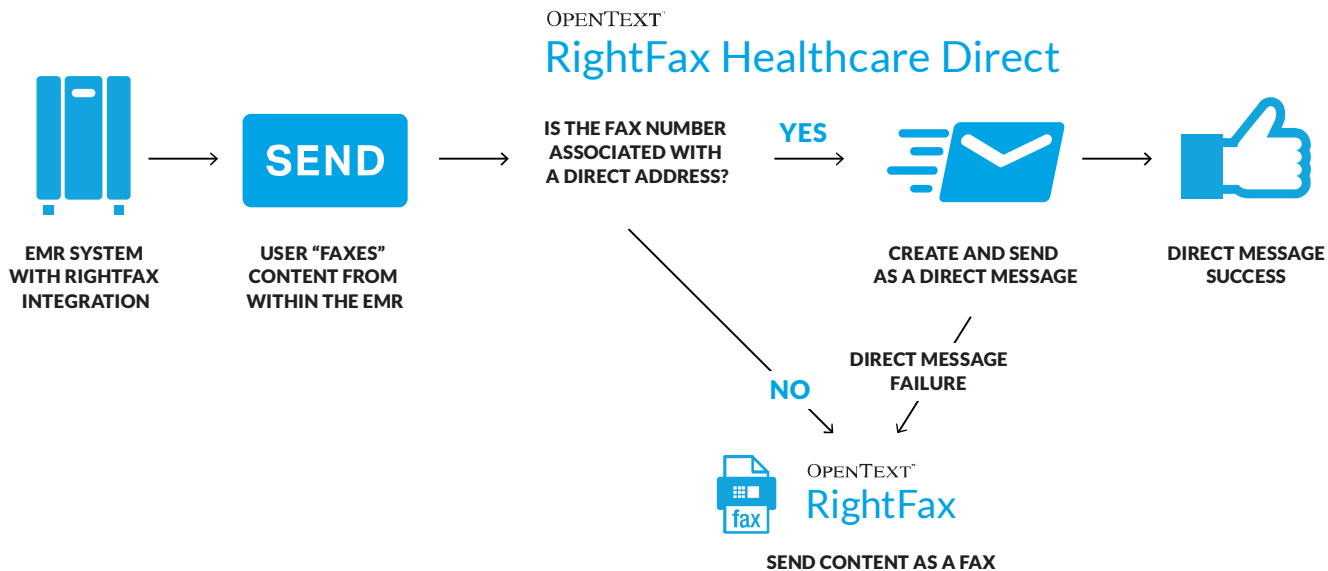 OPENTEXT™
RightFax Healthcare Direct
SEND
IS THE FAX NUMBER
ASSOCIATED WITH
A DIRECT ADDRESS?
YES
EMR SYSTEM
WITH RIGHTFAX
INTEGRATION
USER “FAXES”
CONTENT FROM
WITHIN THE EMR
CREATE AND SEND
AS A DIRECT MESSAGE
DIRECT MESSAGE
SUCCESS
DIRECT MESSAGE
FAILURE
NO
fax
OPENTEXT™
RightFax
SEND CONTENT AS A FAX